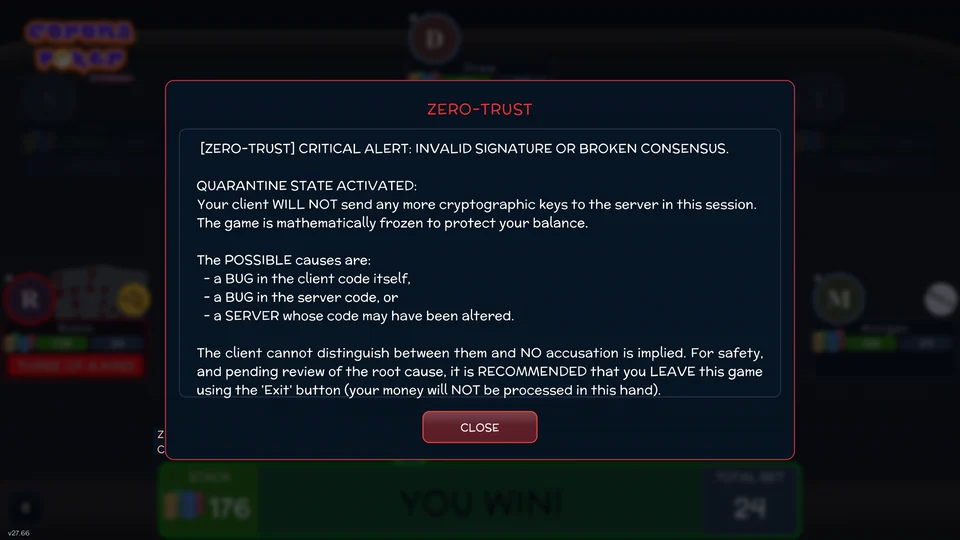 corona
poker
D
ZERO-TRUST
[ZERO-TRUST] CRITICAL ALERT: INVALID SIGNATURE OR BROKEN CONSENSUS.
QUARANTINE STATE ACTIVATED:
Your client WILL NOT send any more cryptographic keys to the server in this session.
The game is mathematically frozen to protect your balance.
The POSSIBLE causes are:
- a BUG in the client code itself,
- a BUG in the server code, or
- a SERVER whose code may have been altered.
The client cannot distinguish between them and NO accusation is implied. For safety,
and pending review of the root cause, it is RECOMMENDED that you LEAVE this game
using the 'Exit' button (your money will NOT be processed in this hand).
R
M
THREE OF A KIND
CLOSE
Z
C
STACK
176
YOU WIN!
TOTAL BET
24
v27.66